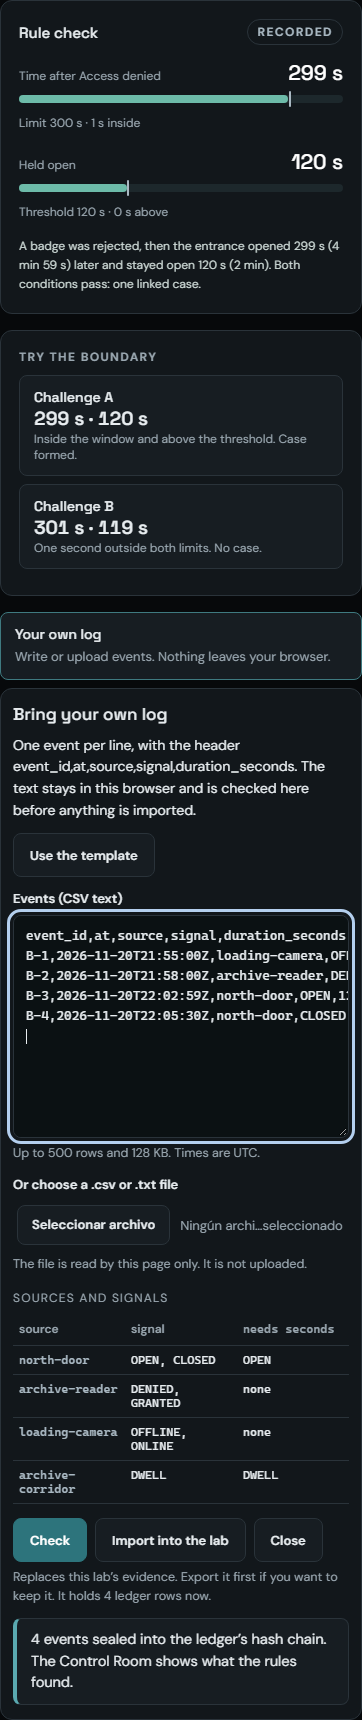 Rule check
RECORDED
Time after Access denied
299 s
Limit 300 s · 1 s inside
Held open
120 s
Threshold 120 s · 0 s above
A badge was rejected, then the entrance opened 299 s (4
min 59 s) later and stayed open 120 s (2 min). Both
conditions pass: one linked case.
TRY THE BOUNDARY
Challenge A
299 s · 120 s
Inside the window and above the threshold. Case
formed.
Challenge B
301 s · 119 s
One second outside both limits. No case.
Your own log
Write or upload events. Nothing leaves your browser.
Bring your own log
One event per line, with the header
event_id,at,source,signal,duration_seconds. The
text stays in this browser and is checked here
before anything is imported.
Use the template
Events (CSV text)
event_id,at,source,signal,duration_seconds
B-1,2026-11-20T21:55:00Z,loading-camera,
B-2,2026-11-20T21:58:00Z,archive-reader,
B-3,2026-11-20T22:02:59Z,north-door,OPEN,
B-4,2026-11-20T22:05:30Z,north-door,CLOSED
Up to 500 rows and 128 KB. Times are UTC.
Or choose a .csv or .txt file
Seleccionar archivo
Ningún archi…seleccionado
The file is read by this page only. It is not uploaded.
SOURCES AND SIGNALS
source signal needs seconds
north-door OPEN, CLOSED OPEN
archive-reader DENIED, none
GRANTED
loading-camera OFFLINE, none
ONLINE
archive- DWELL DWELL
corridor
Check
Import into the lab
Close
Replaces this lab's evidence. Export it first if you want to
keep it. It holds 4 ledger rows now.
4 events sealed into the ledger's hash chain.
The Control Room shows what the rules
found.